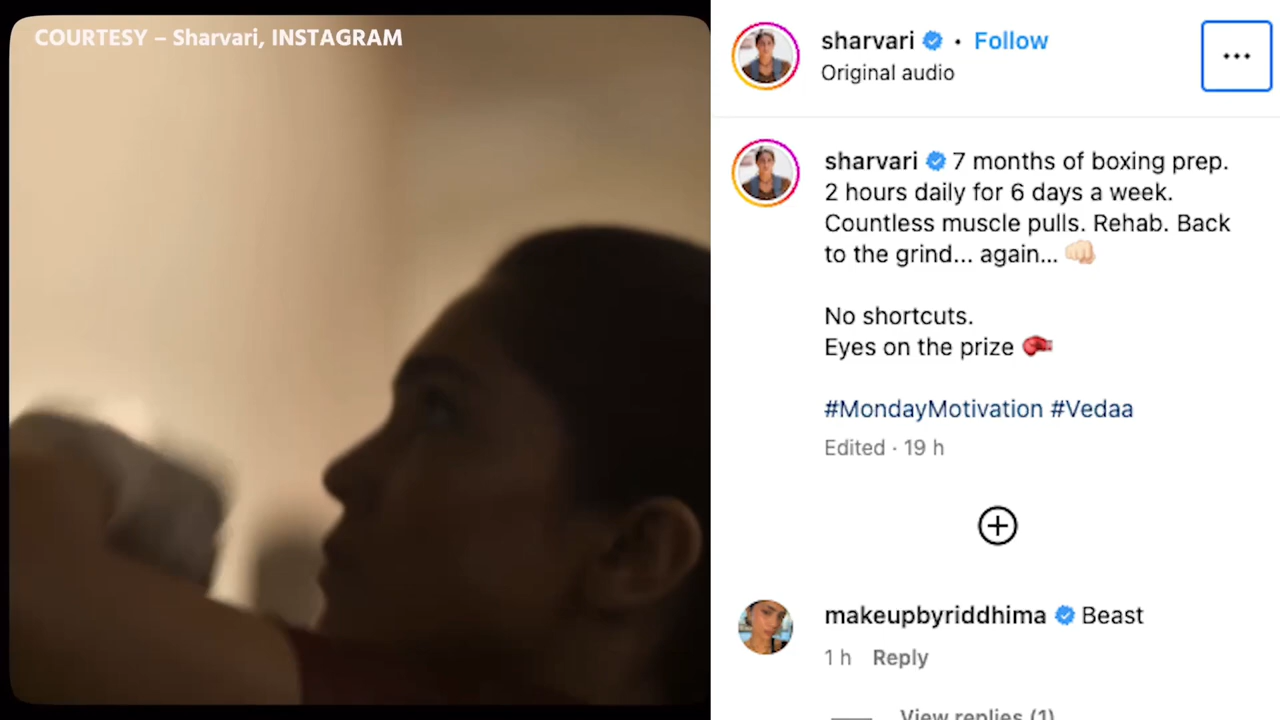 COURTESY – Sharvari, INSTAGRAM
sharvari • Follow
Original audio
sharvari 7 months of boxing prep.
2 hours daily for 6 days a week.
Countless muscle pulls. Rehab. Back
to the grind... again... 👊🏻
No shortcuts.
Eyes on the prize 🥊
#MondayMotivation #Vedaa
Edited · 19 h
makeupbyriddhima Beast
1 h Reply
View replies (1)